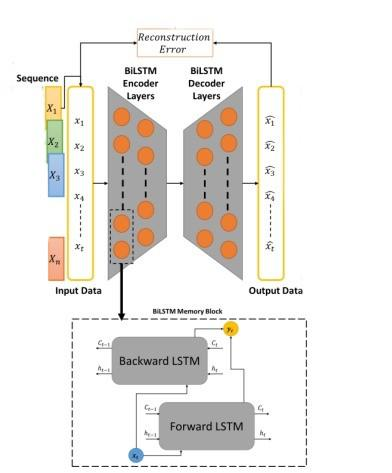 Reconstruction
Error
Sequence
BiLSTM
Encoder
Layers
BiLSTM
Decoder
Layers
X₁
X₂
X₃
Xₙ
x₁
x₂
x₃
x₄
xₜ
x̂₁
x̂₂
x̂₃
x̂₄
x̂ₜ
Input Data
Output Data
BiLSTM Memory Block
yₜ
Cₜ₋₁
Cₜ
Backward LSTM
hₜ₋₁
hₜ
Cₜ₋₁
Cₜ
Forward LSTM
hₜ₋₁
hₜ
xₜ